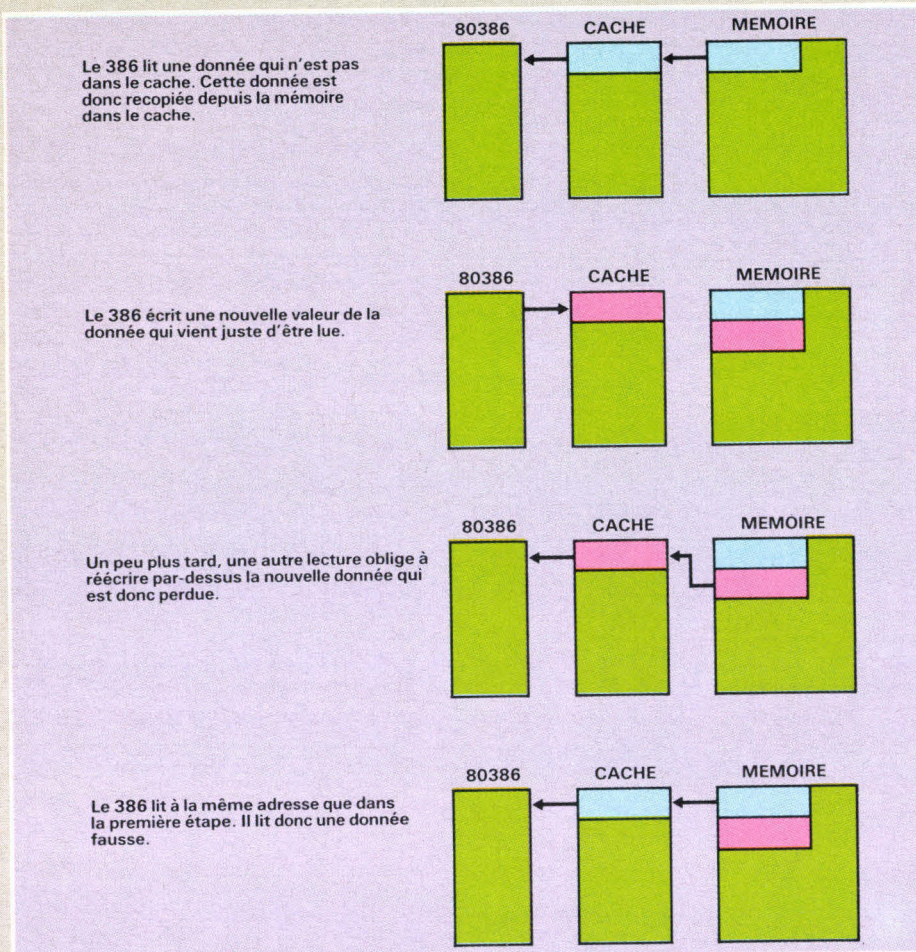 80386 CACHE MEMOIRE
Le 386 lit une donnée qui n'est pas
dans le cache. Cette donnée est
donc recopiée depuis la mémoire
dans le cache.
80386 CACHE MEMOIRE
Le 386 écrit une nouvelle valeur de la
donnée qui vient juste d'être lue.
80386 CACHE MEMOIRE
Un peu plus tard, une autre lecture oblige à
réécrire par-dessus la nouvelle donnée qui
est donc perdue.
80386 CACHE MEMOIRE
Le 386 lit à la même adresse que dans
la première étape. Il lit donc une donnée
fausse.